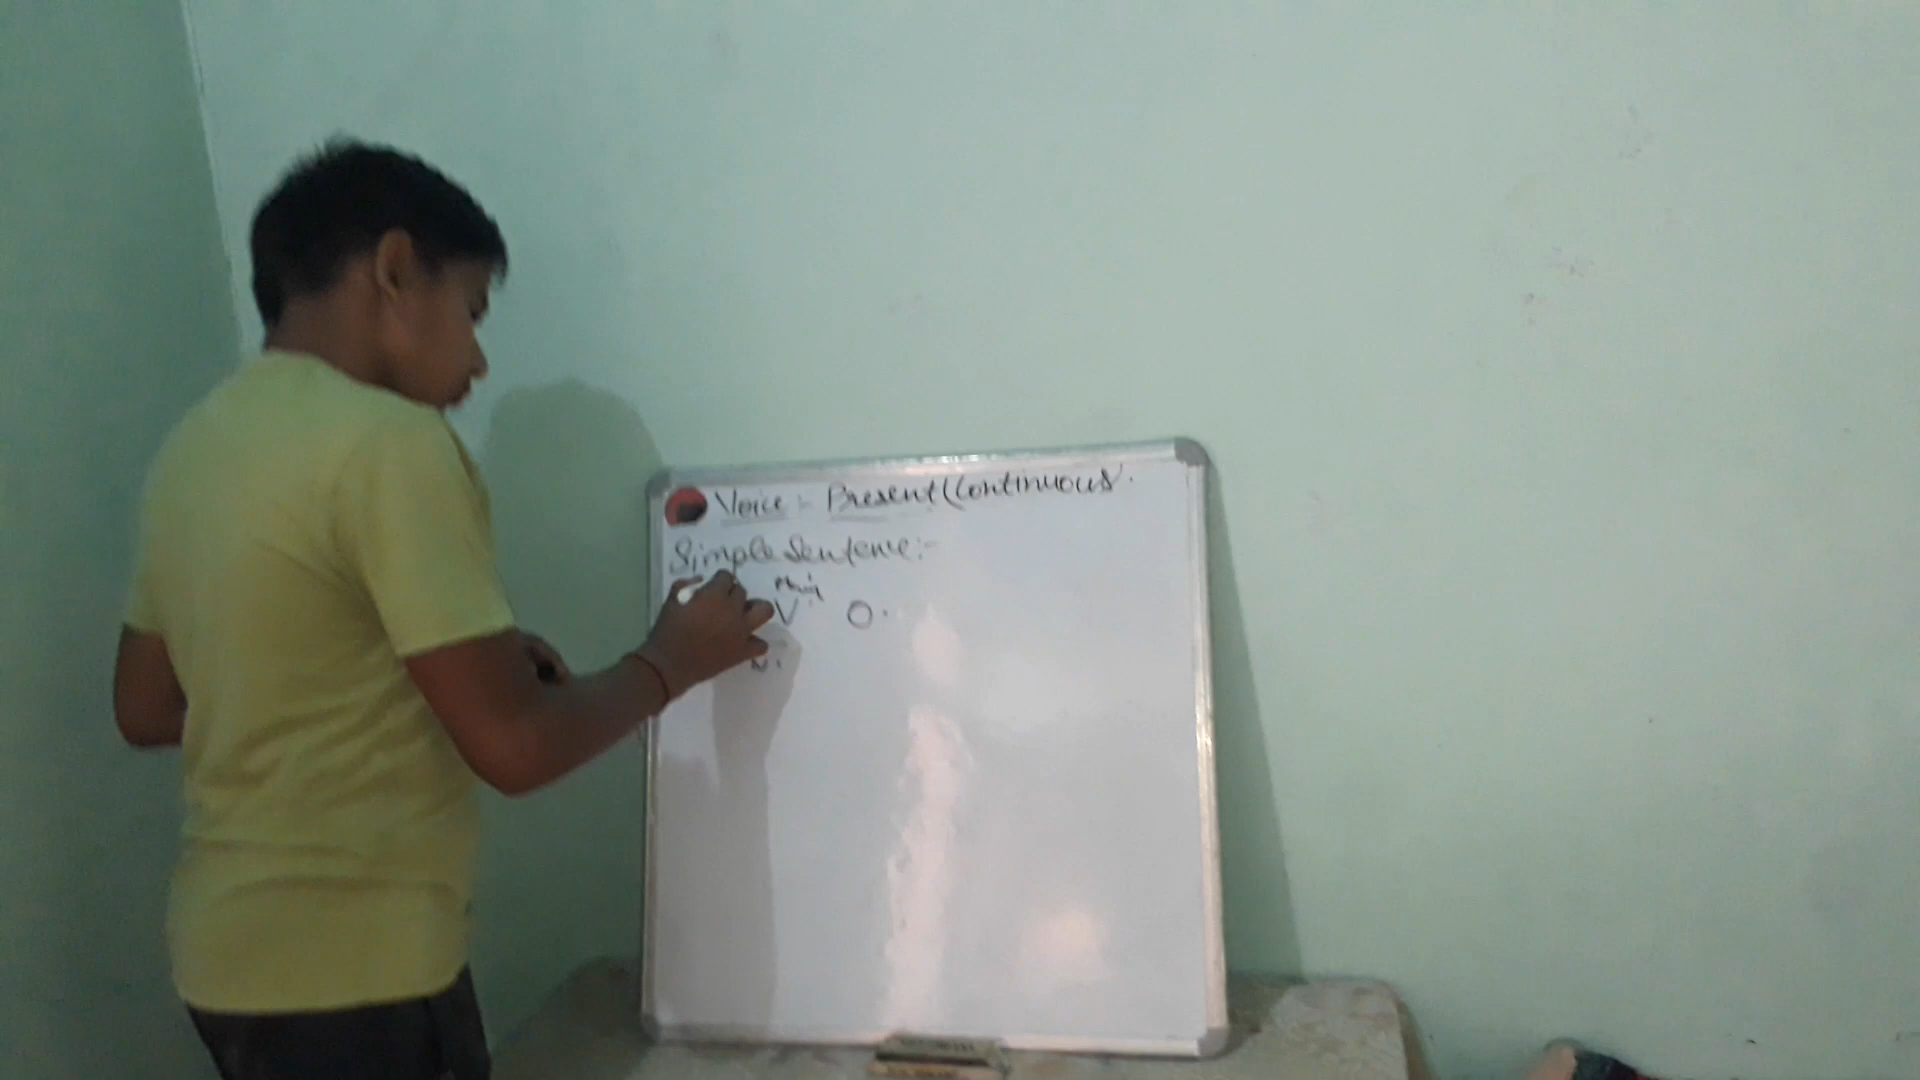 Voice :- Present Continuous.
Simple Sentence:-
V O.